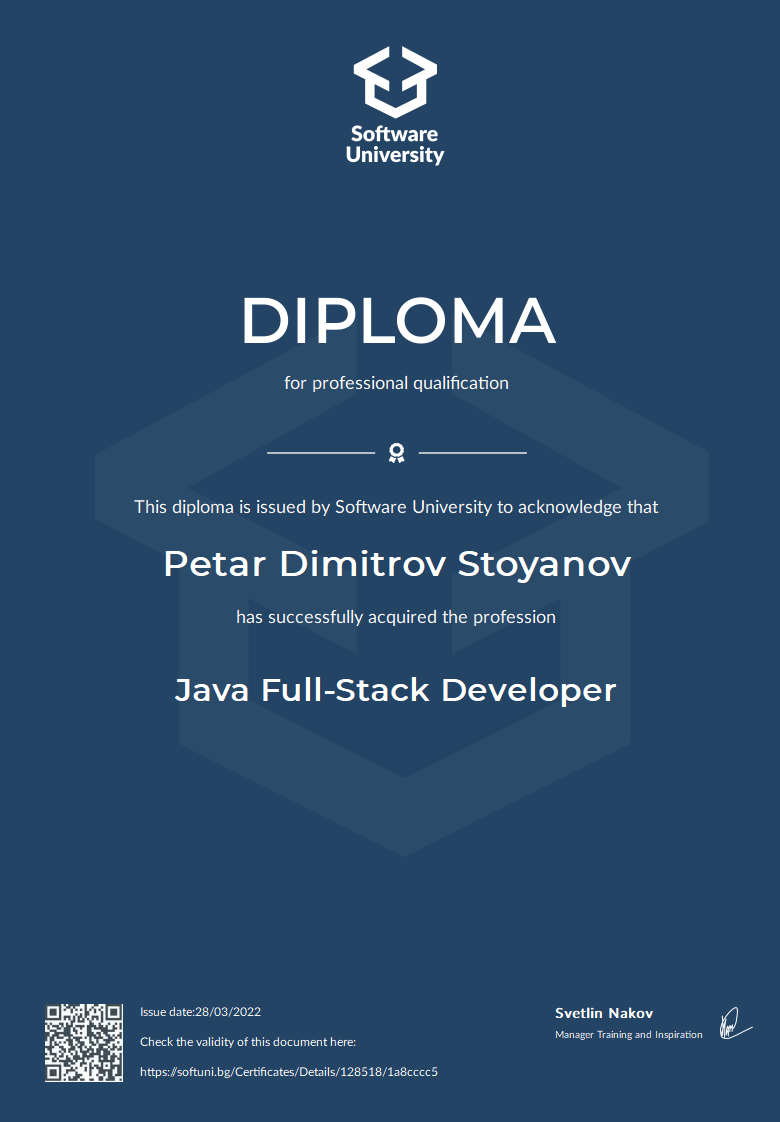 Software
University
DIPLOMA
for professional qualification
This diploma is issued by Software University to acknowledge that
Petar Dimitrov Stoyanov
has successfully acquired the profession
Java Full-Stack Developer
Issue date:28/03/2022
Check the validity of this document here:
https://softuni.bg/Certificates/Details/128518/1a8cccc5
Svetlin Nakov
Manager Training and Inspiration